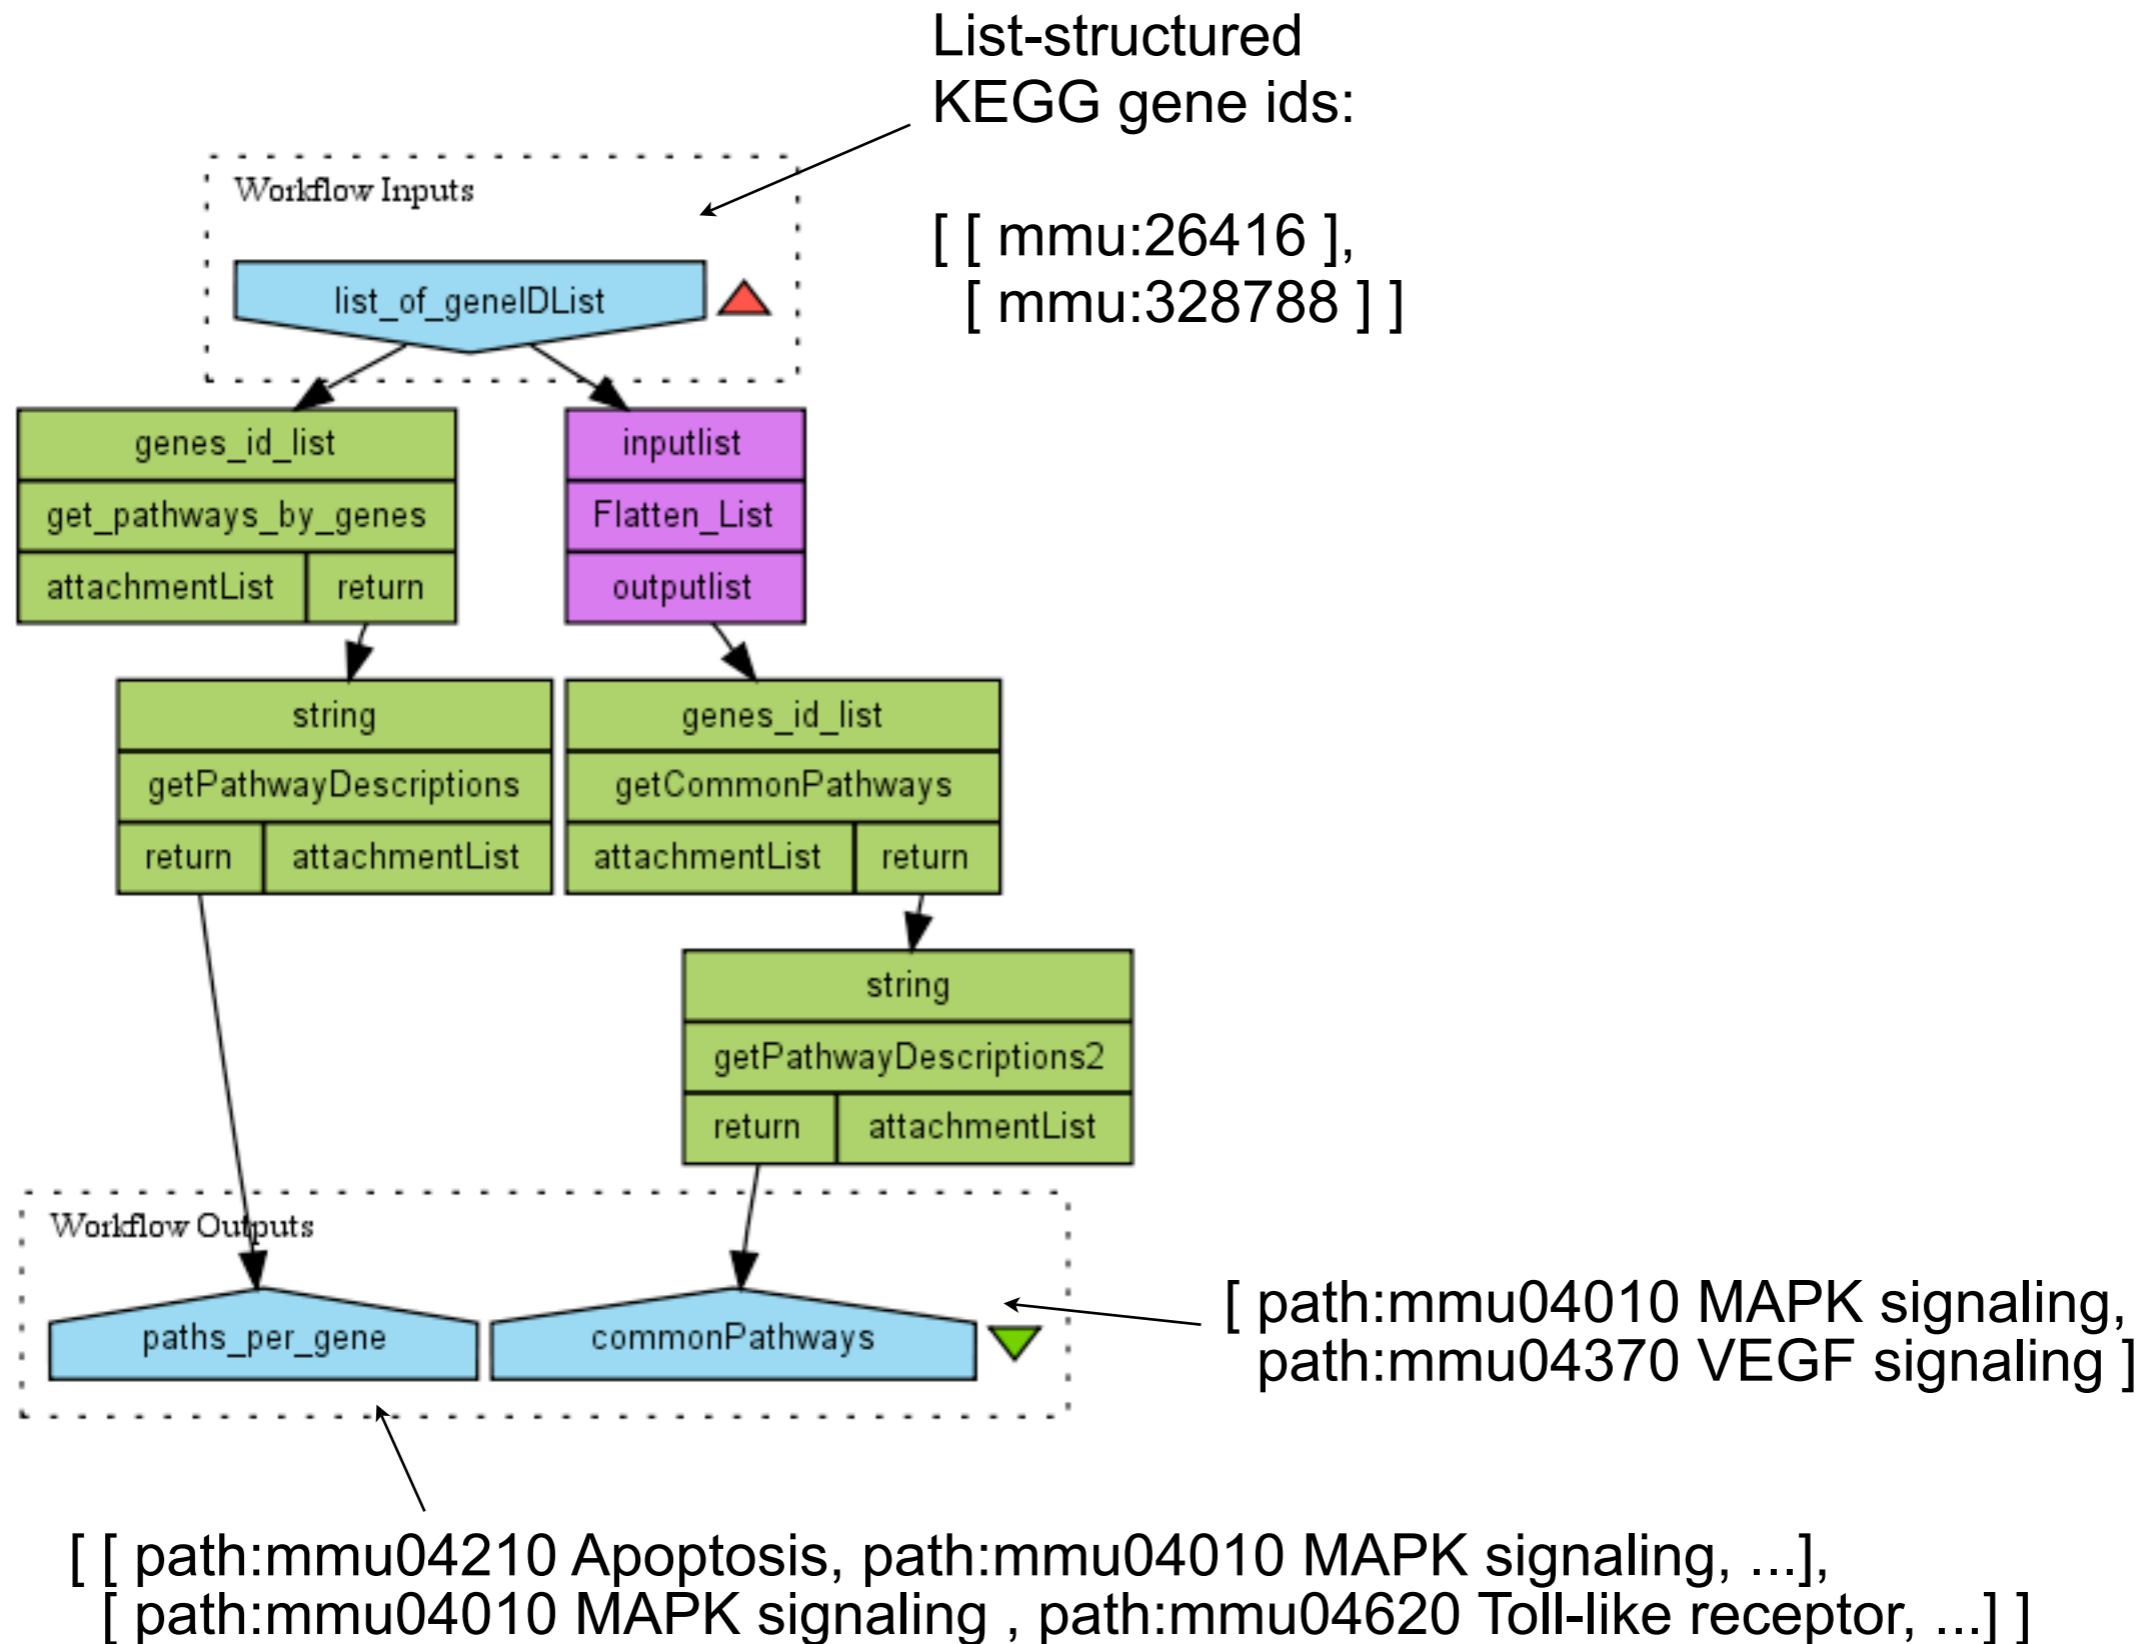 List-structured
KEGG gene ids:
[ [ mmu:26416 ],
[ mmu:328788 ] ]
Workflow Inputs
list_of_geneIDList
genes_id_list
get_pathways_by_genes
attachmentList return
inputlist
Flatten_List
outputlist
string
getPathwayDescriptions
return attachmentList
genes_id_list
getCommonPathways
attachmentList return
string
getPathwayDescriptions2
return attachmentList
Workflow Outputs
paths_per_gene
commonPathways
[ path:mmu04010 MAPK signaling,
path:mmu04370 VEGF signaling ]
[ [ path:mmu04210 Apoptosis, path:mmu04010 MAPK signaling, ...],
[ path:mmu04010 MAPK signaling , path:mmu04620 Toll-like receptor, ...] ]